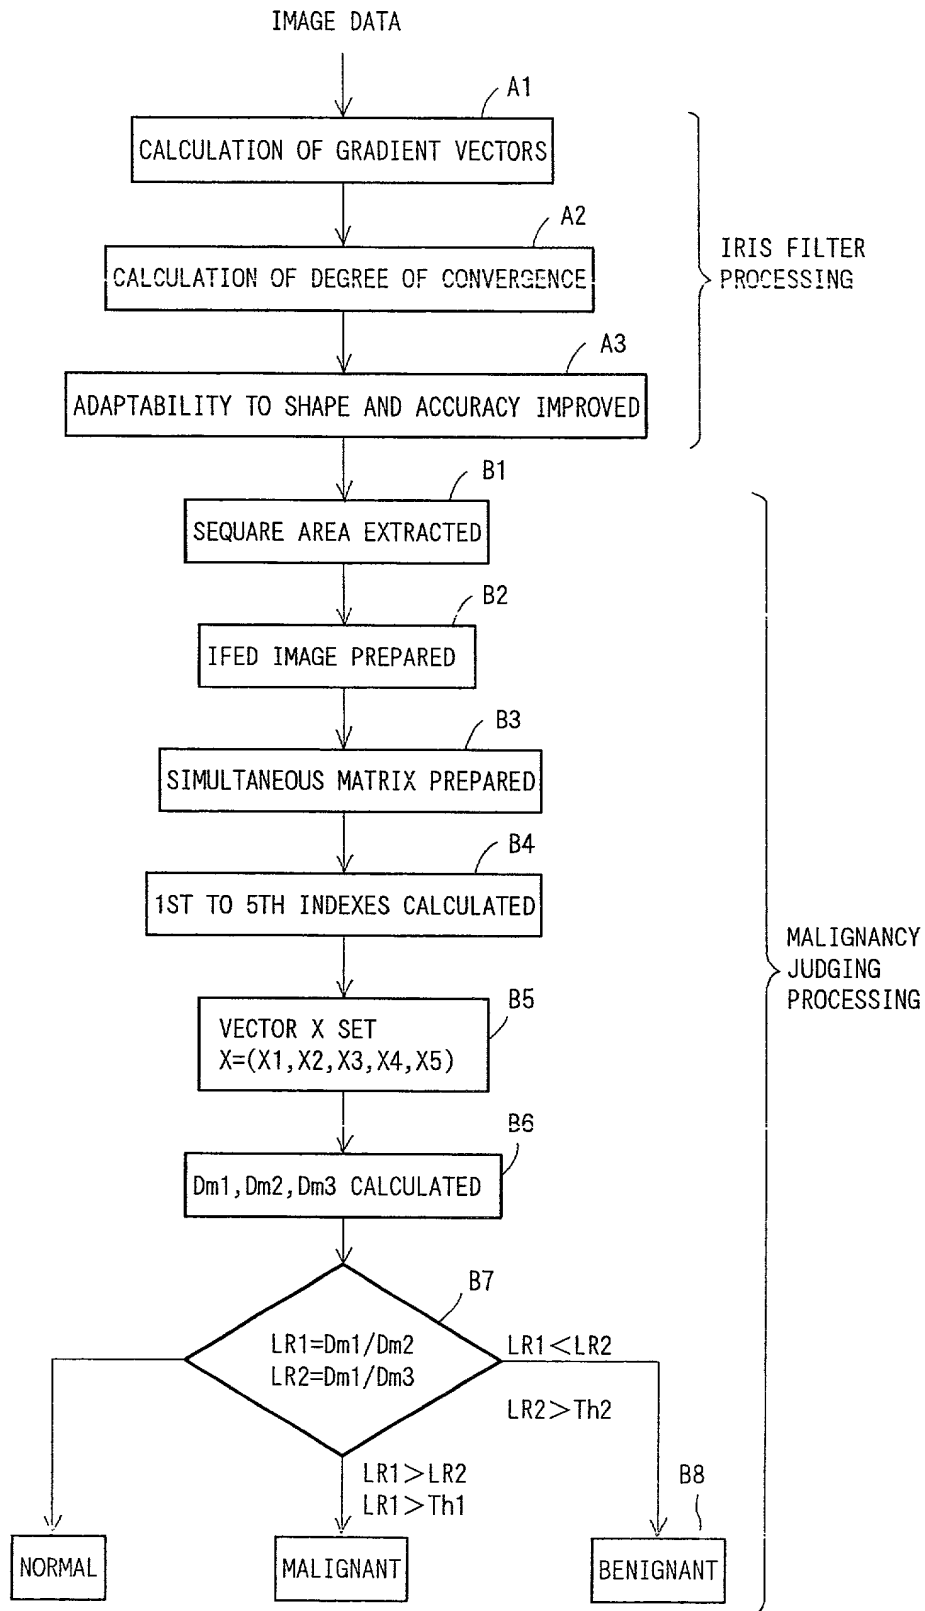 IMAGE DATA
A1
CALCULATION OF GRADIENT VECTORS
A2
CALCULATION OF DEGREE OF CONVERGENCE
IRIS FILTER
PROCESSING
A3
ADAPTABILITY TO SHAPE AND ACCURACY IMPROVED
B1
SEQUARE AREA EXTRACTED
B2
IFED IMAGE PREPARED
B3
SIMULTANEOUS MATRIX PREPARED
B4
1ST TO 5TH INDEXES CALCULATED
MALIGNANCY
JUDGING
PROCESSING
B5
VECTOR X SET
X=(X1,X2,X3,X4,X5)
B6
Dm1,Dm2,Dm3 CALCULATED
B7
LR1=Dm1/Dm2
LR2=Dm1/Dm3
LR1<LR2
LR2>Th2
LR1>LR2
LR1>Th1
B8
NORMAL
MALIGNANT
BENIGNANT